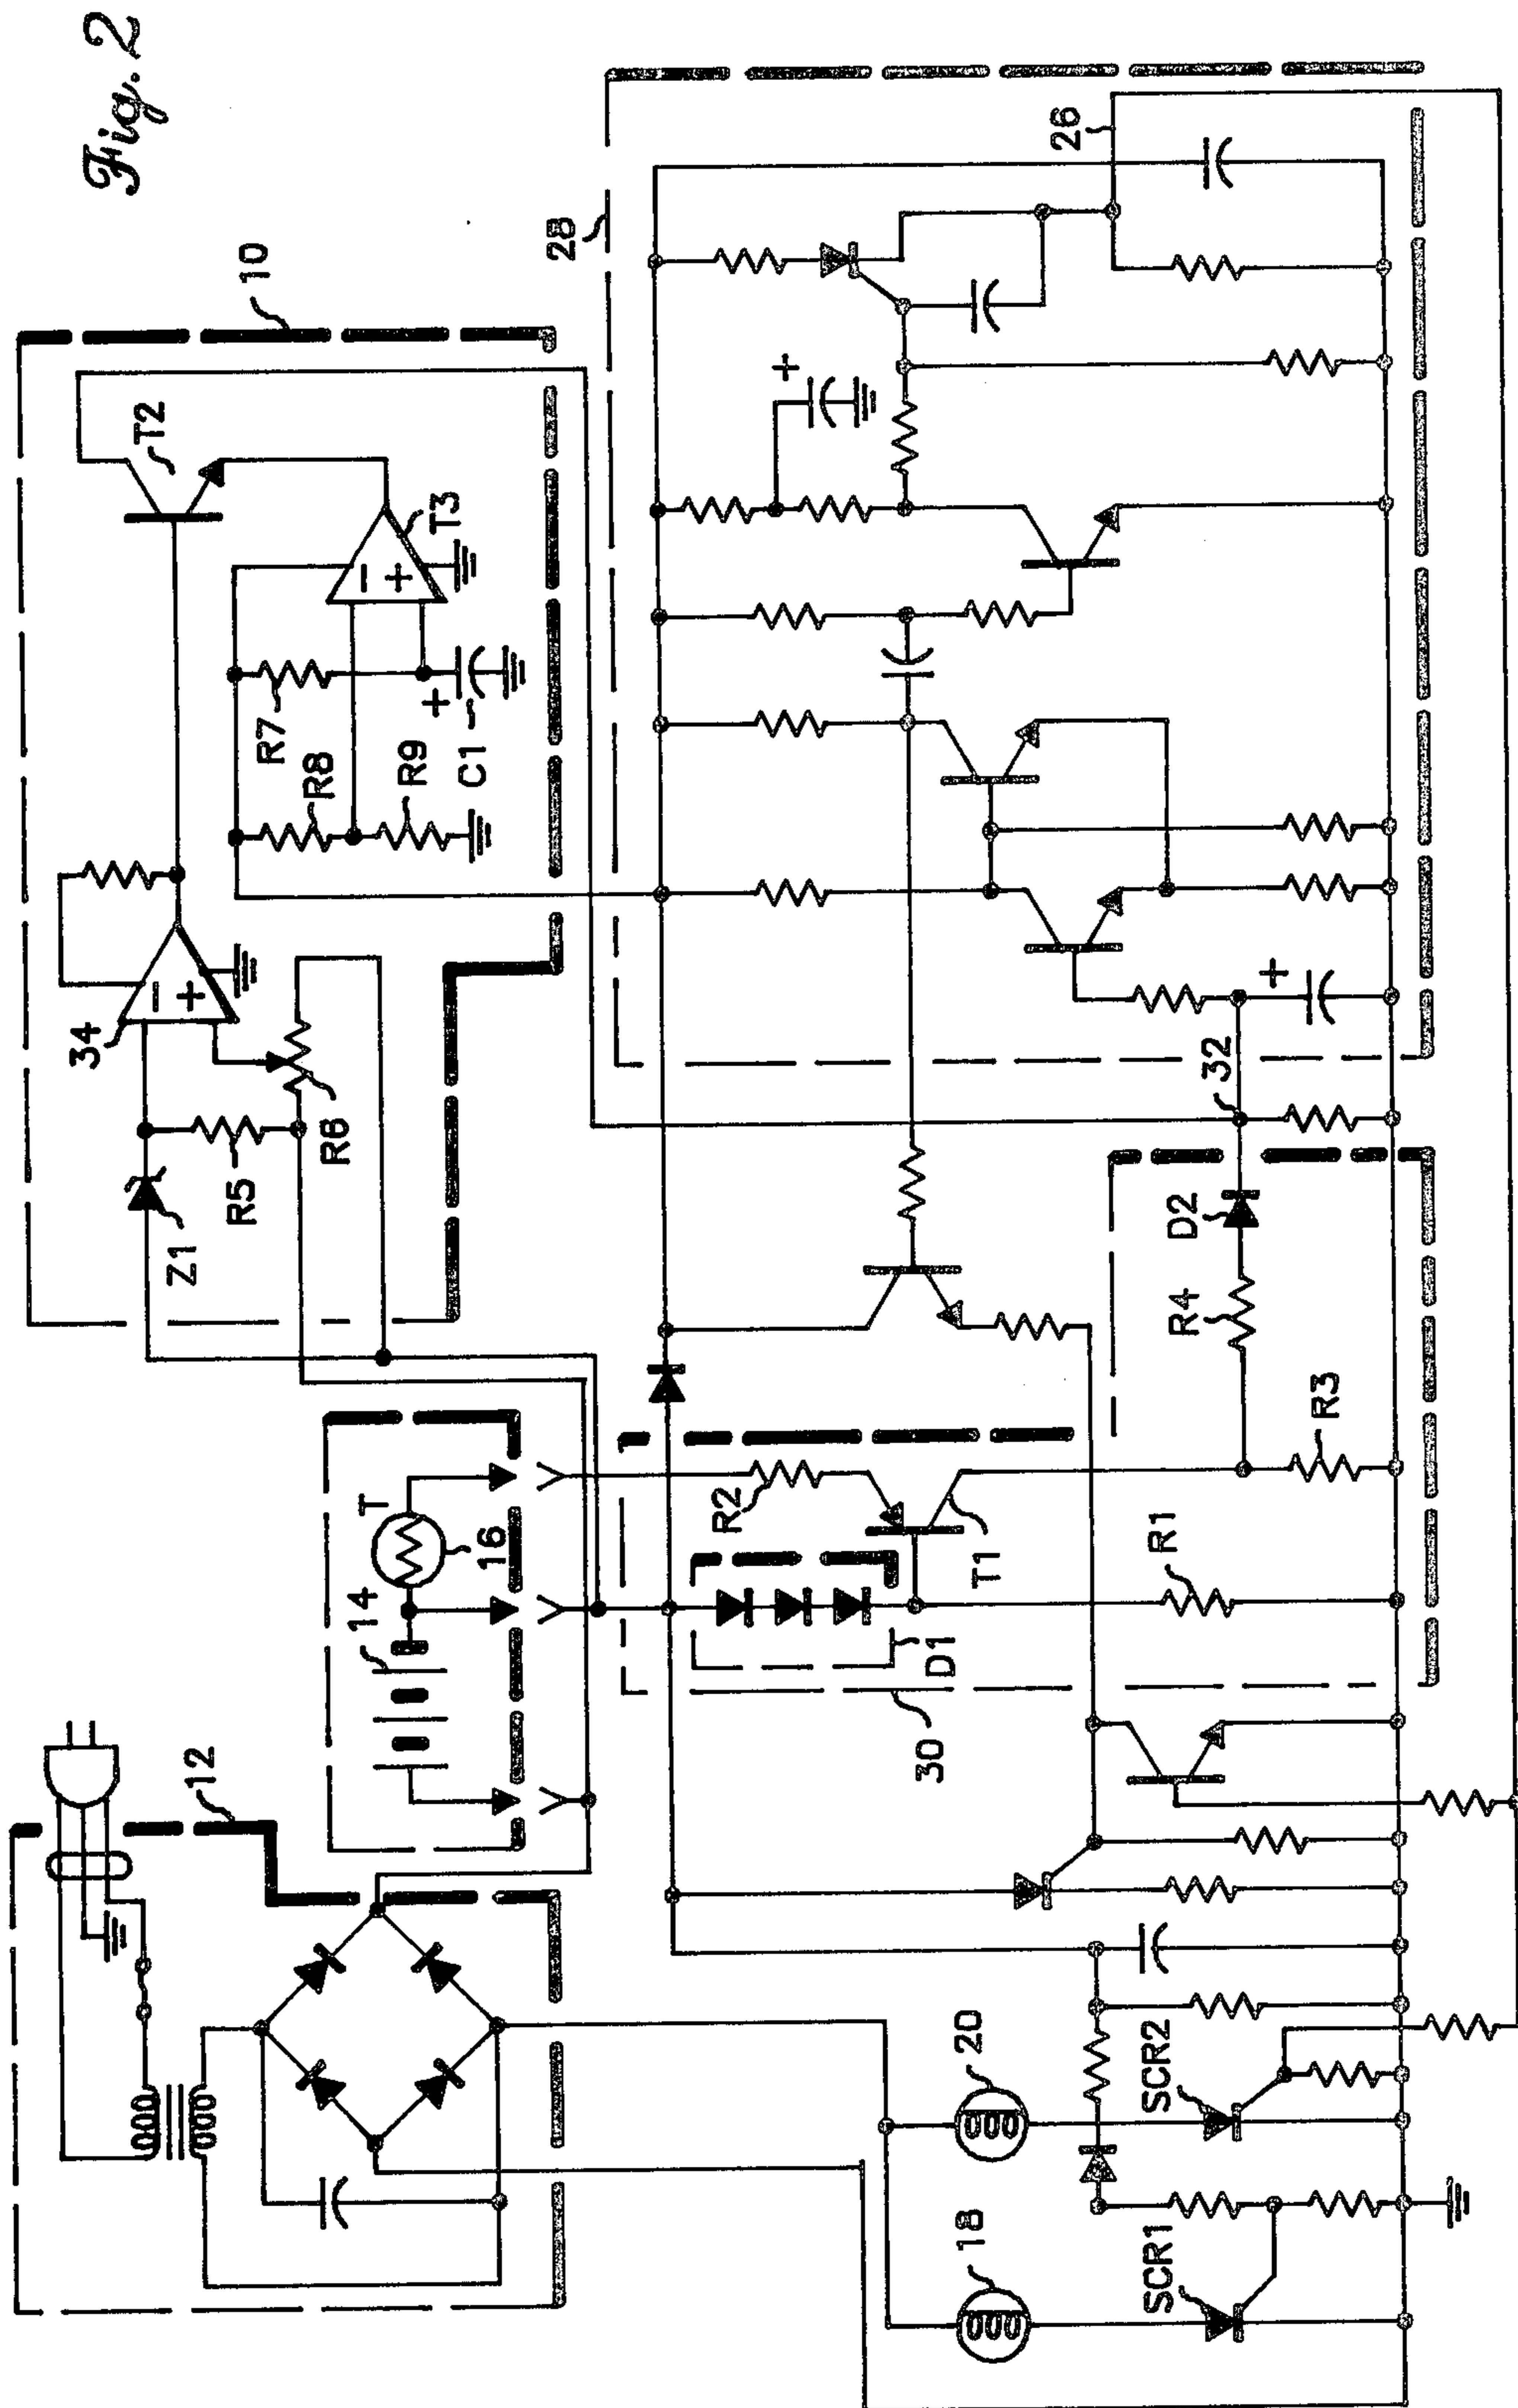 Fig. 2
10
T2
T3
R7
R8
R9
C1
34
R5
R6
Z1
28
26
32
D2
R4
R3
T
16
14
R2
T1
R1
D1
30
12
20
SCR2
18
SCR1
+
+
+
+
+
−
−